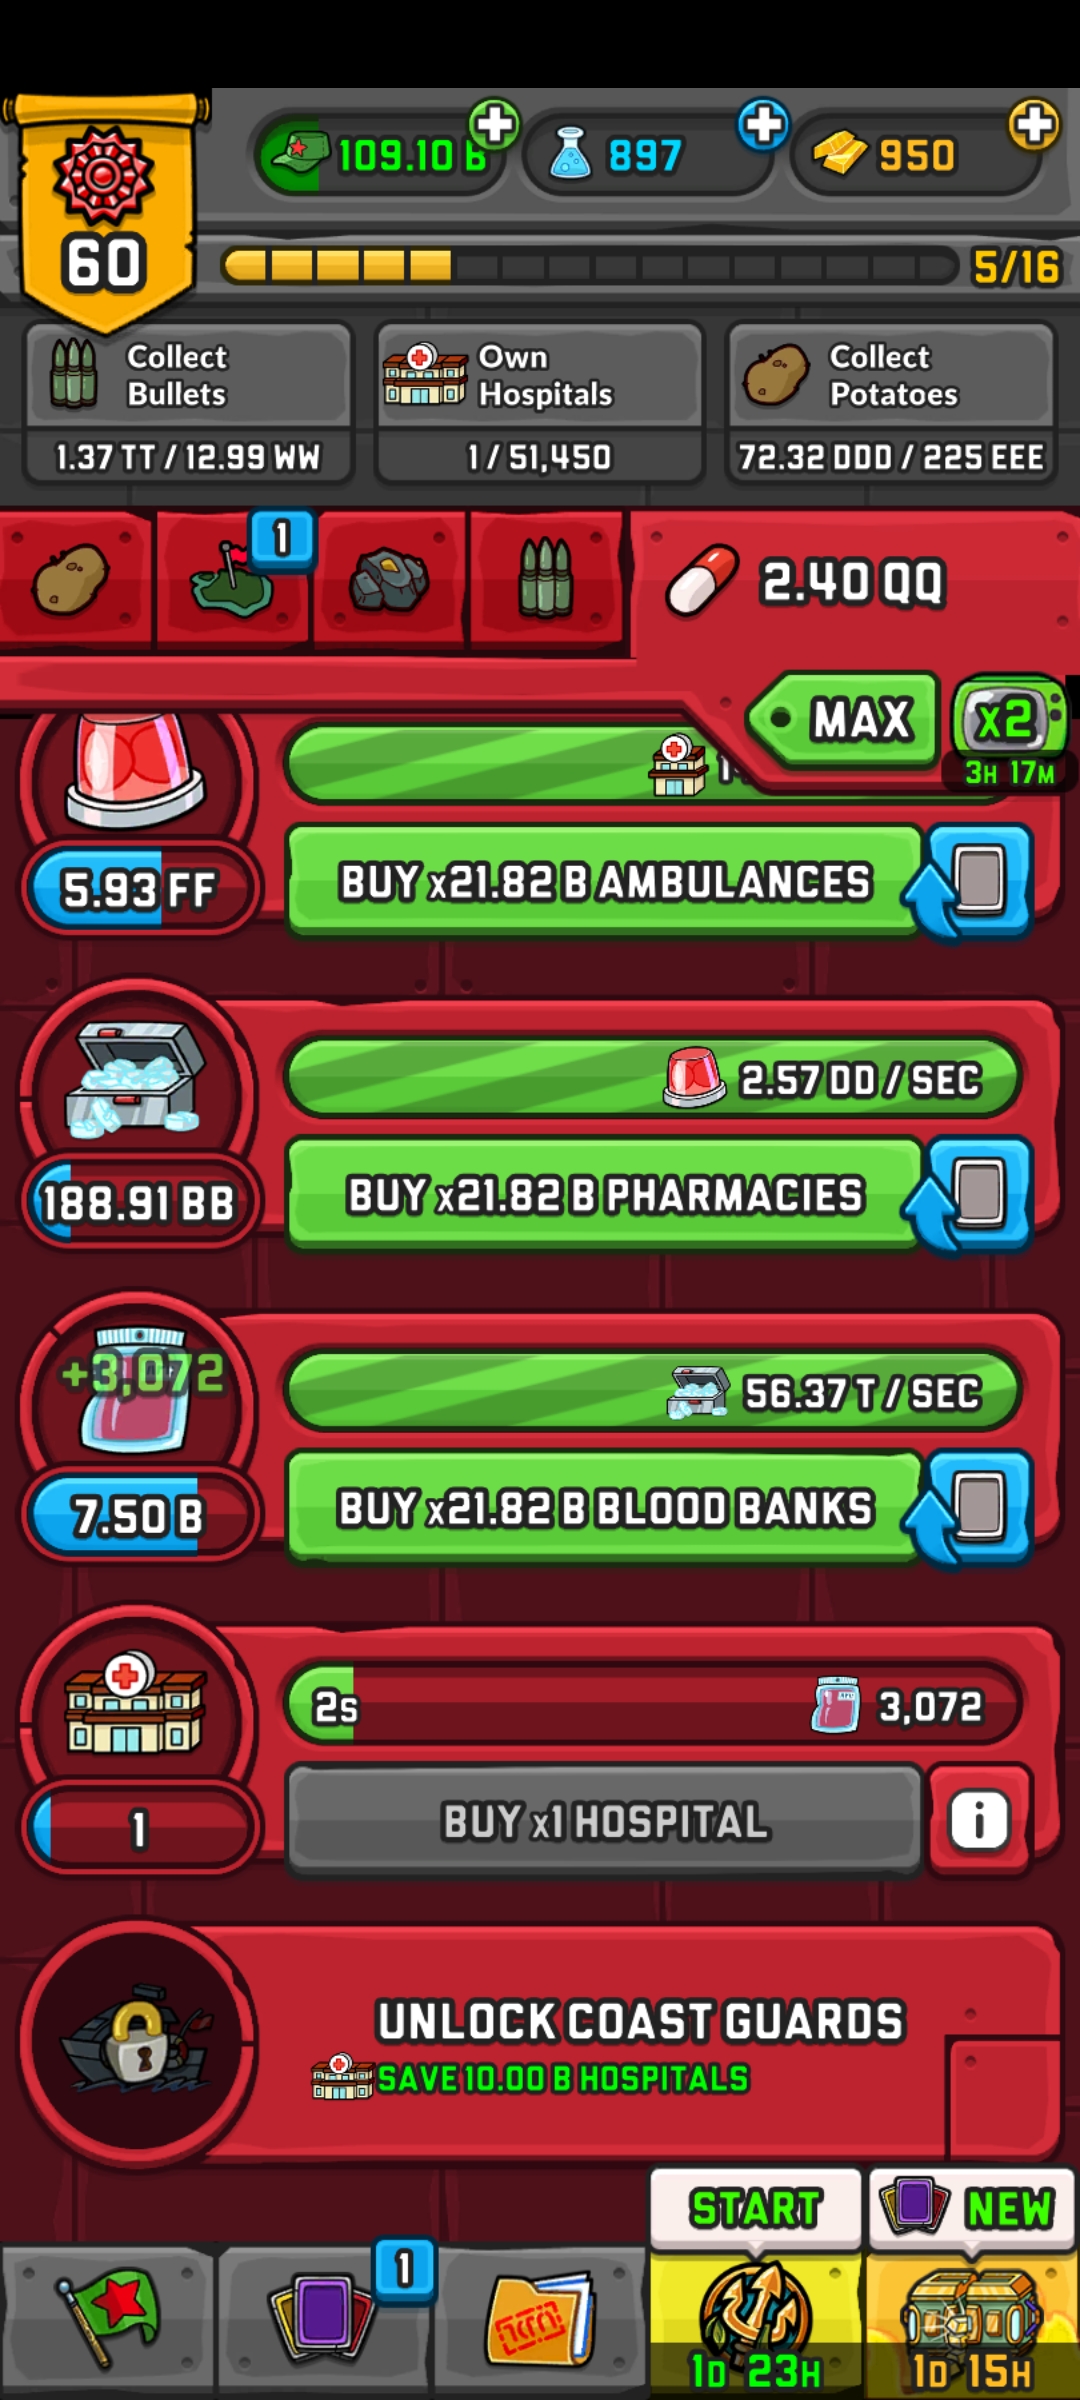 109.10 B
897
950
60
5/16
Collect
Bullets
1.37 TT / 12.99 WW
Own
Hospitals
1 / 51,450
Collect
Potatoes
72.32 DDD / 225 EEE
1
2.40 QQ
MAX
x2
3H 17M
5.93 FF
BUY x21.82 B AMBULANCES
2.57 DD / SEC
188.91 BB
BUY x21.82 B PHARMACIES
+3,072
56.37 T / SEC
7.50 B
BUY x21.82 B BLOOD BANKS
2s
3,072
1
BUY x1 HOSPITAL
i
UNLOCK COAST GUARDS
SAVE 10.00 B HOSPITALS
START
NEW
1
1D 23H
1D 15H